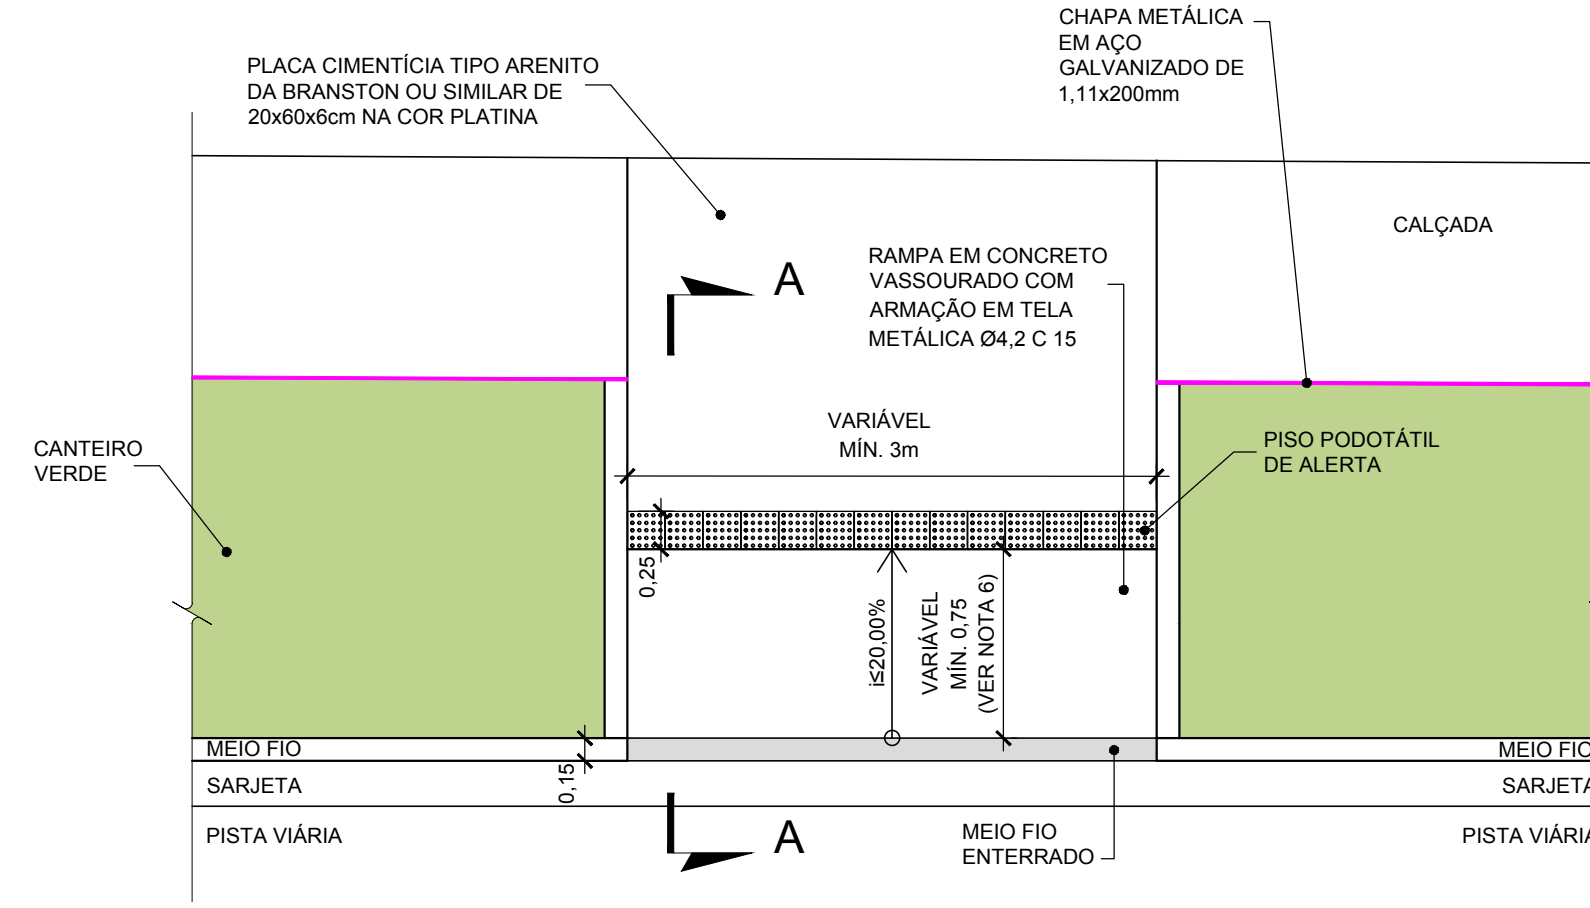 CHAPA METÁLICA
EM AÇO
GALVANIZADO DE
1,11x200mm
PLACA CIMENTÍCIA TIPO ARENITO
DA BRANSTON OU SIMILAR DE
20x60x6cm NA COR PLATINA
CALÇADA
A
RAMPA EM CONCRETO
VASSOURADO COM
ARMAÇÃO EM TELA
METÁLICA Ø4,2 C 15
VARIÁVEL
MÍN. 3m
CANTEIRO
VERDE
PISO PODOTÁTIL
DE ALERTA
0,25
i≤20,00%
VARIÁVEL
MÍN. 0,75
(VER NOTA 6)
MEIO FIO
MEIO FIO
0,15
SARJETA
SARJETA
PISTA VIÁRIA
A
MEIO FIO
ENTERRADO
PISTA VIÁRIA